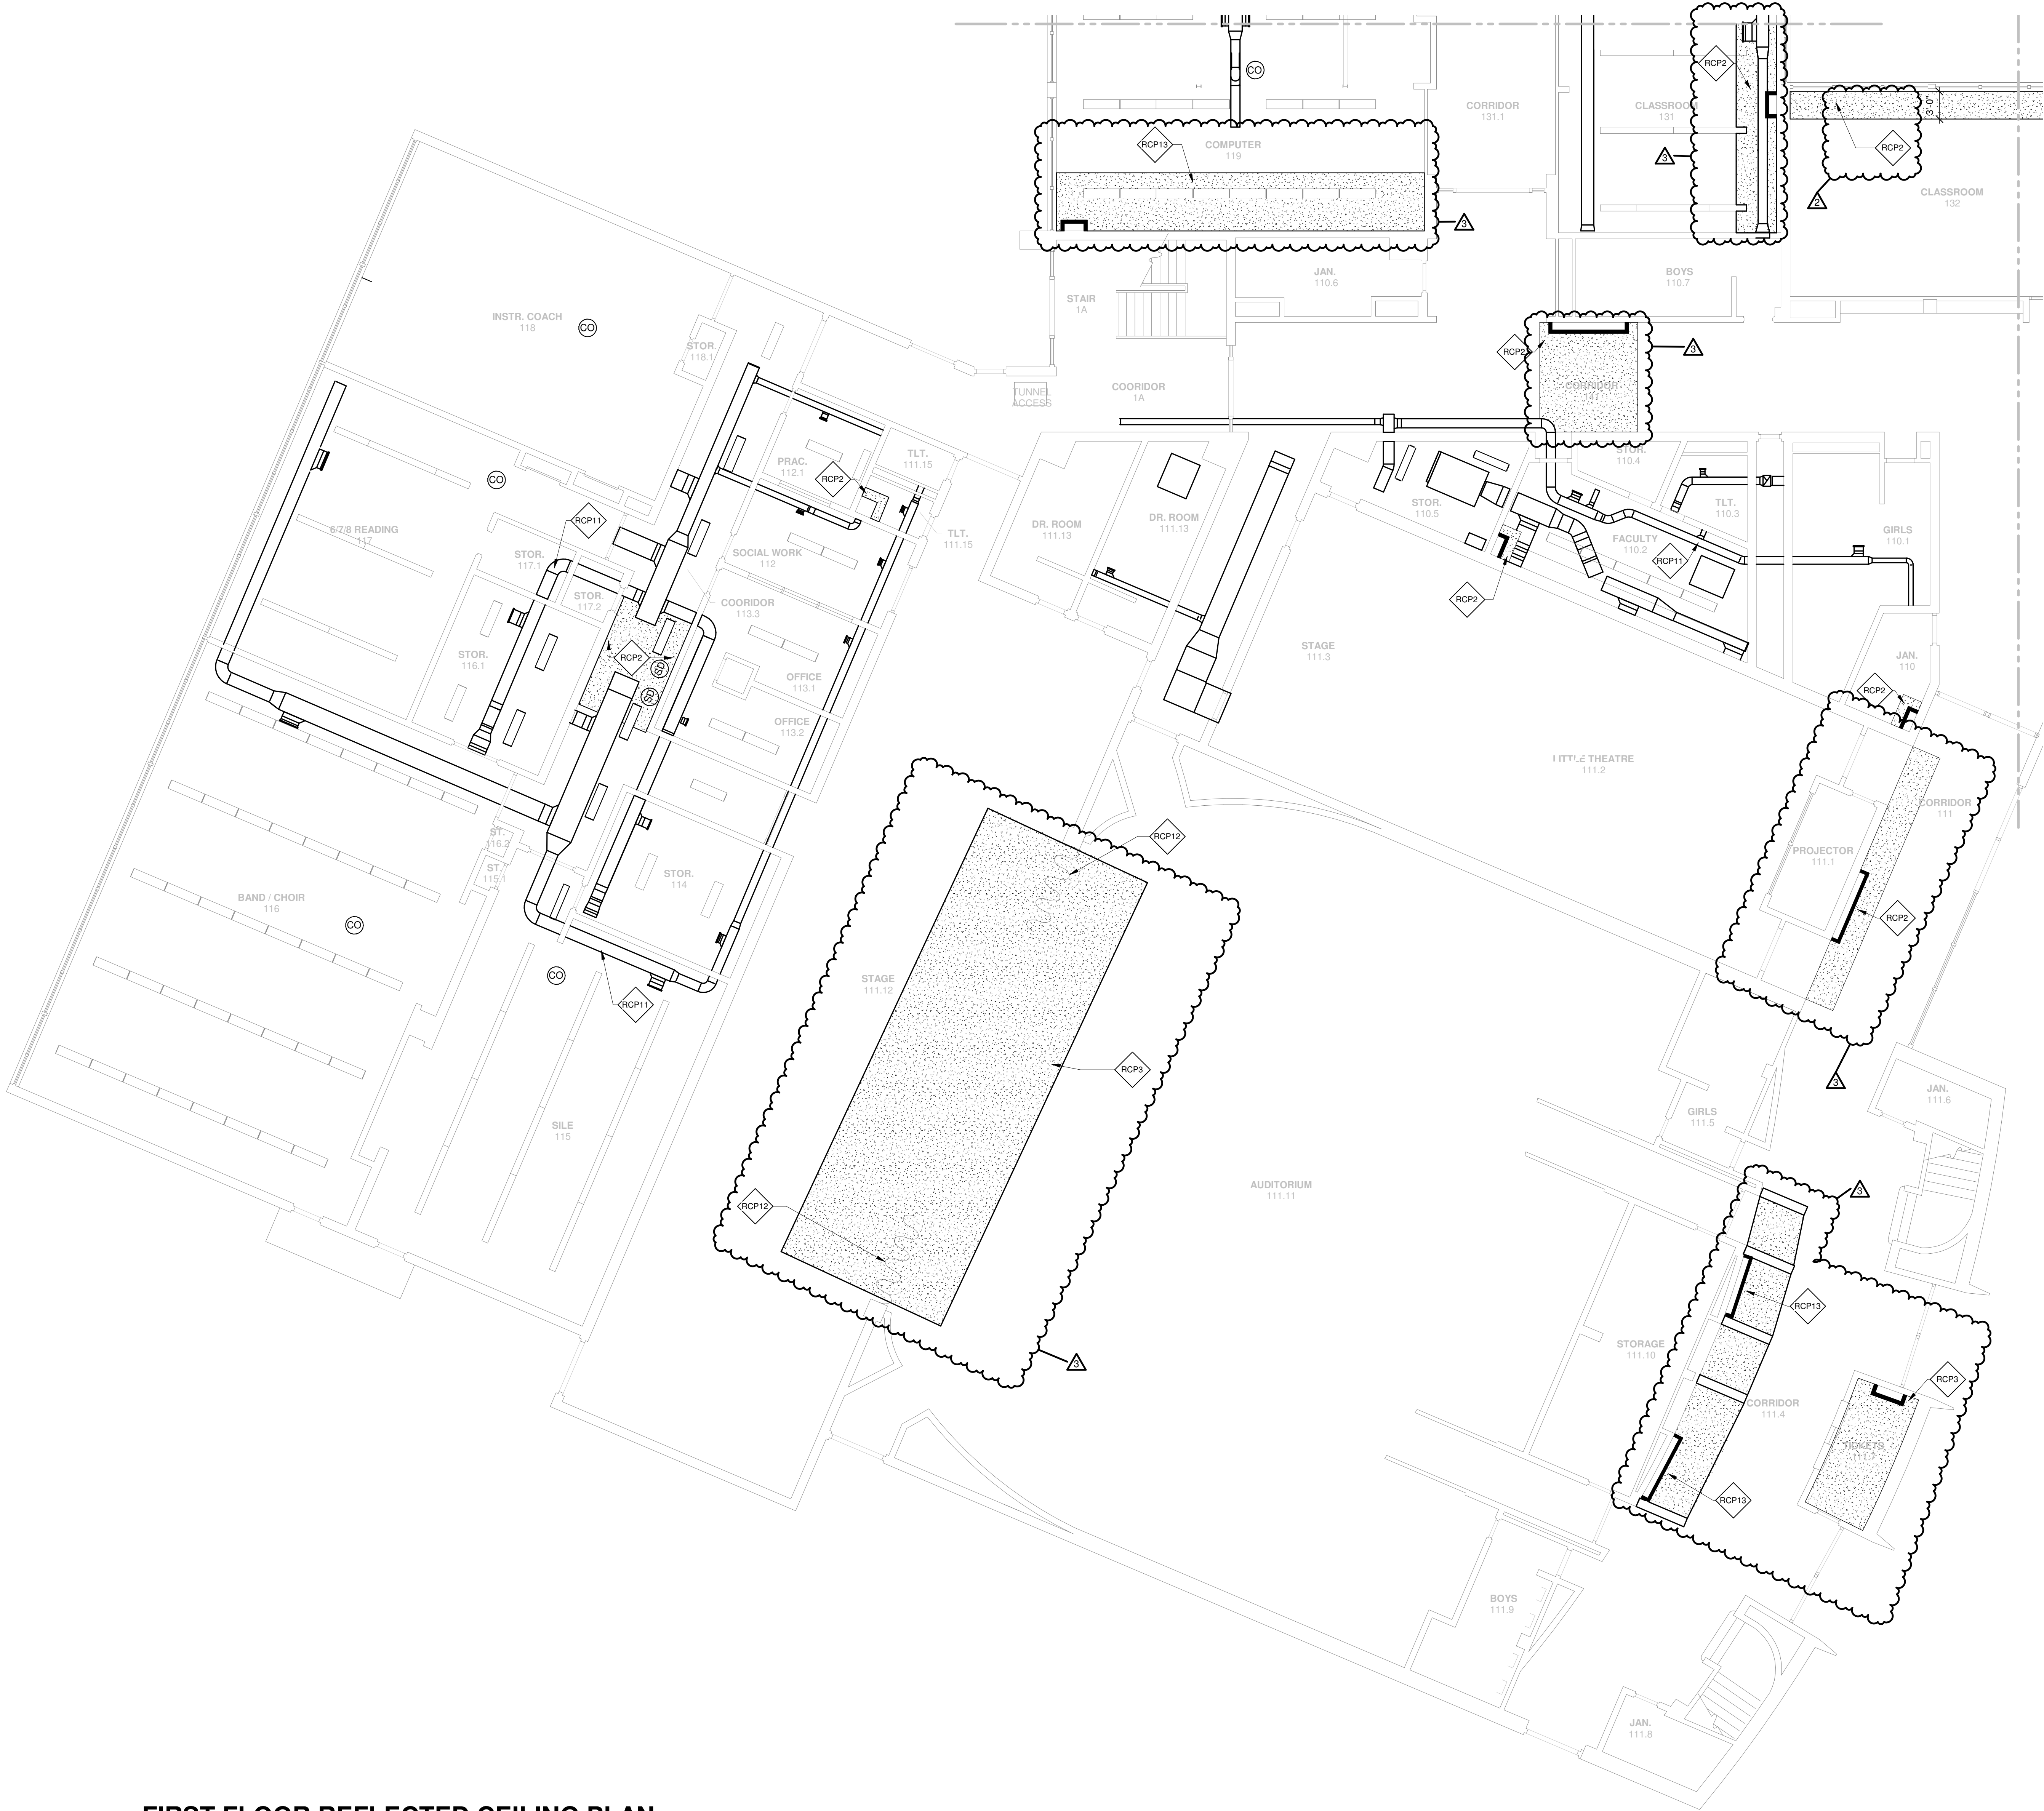 CO
RCP2
CORRIDOR
131.1
CLASSROOM
131
3'-0"
RCP13
COMPUTER
119
RCP2
3
CLASSROOM
132
2
3
JAN.
110.6
BOYS
110.7
STAIR
1A
INSTR. COACH
118
CO
STOR.
118.1
RCP2
3
TUNNEL
ACCESS
COORIDOR
1A
CORRIDOR
PRAC.
112.1
TLT.
111.15
RCP2
CO
STOR.
110.4
STOR.
110.5
TLT.
110.3
6/7/8 READING
117
RCP11
DR. ROOM
111.13
DR. ROOM
111.13
GIRLS
110.1
TLT.
111.15
STOR.
117.1
SOCIAL WORK
112
FACULTY
110.2
RCP11
STOR.
117.2
COORIDOR
113.3
RCP2
STOR.
116.1
RCP2
SD
SD
OFFICE
113.1
STAGE
111.3
JAN.
110
RCP2
OFFICE
113.2
LITTLE THEATRE
111.2
CORRIDOR
111
ST.
116.2
ST.
115.1
RCP12
PROJECTOR
111.1
STOR.
114
BAND / CHOIR
116
CO
RCP2
CO
RCP11
STAGE
111.12
RCP3
3
JAN.
111.6
GIRLS
111.5
SILE
115
RCP12
AUDITORIUM
111.11
3
RCP13
STORAGE
111.10
3
RCP3
CORRIDOR
111.4
TICKETS
RCP13
BOYS
111.9
JAN.
111.8
FIRST FLOOR REFLECTED CEILING PLAN